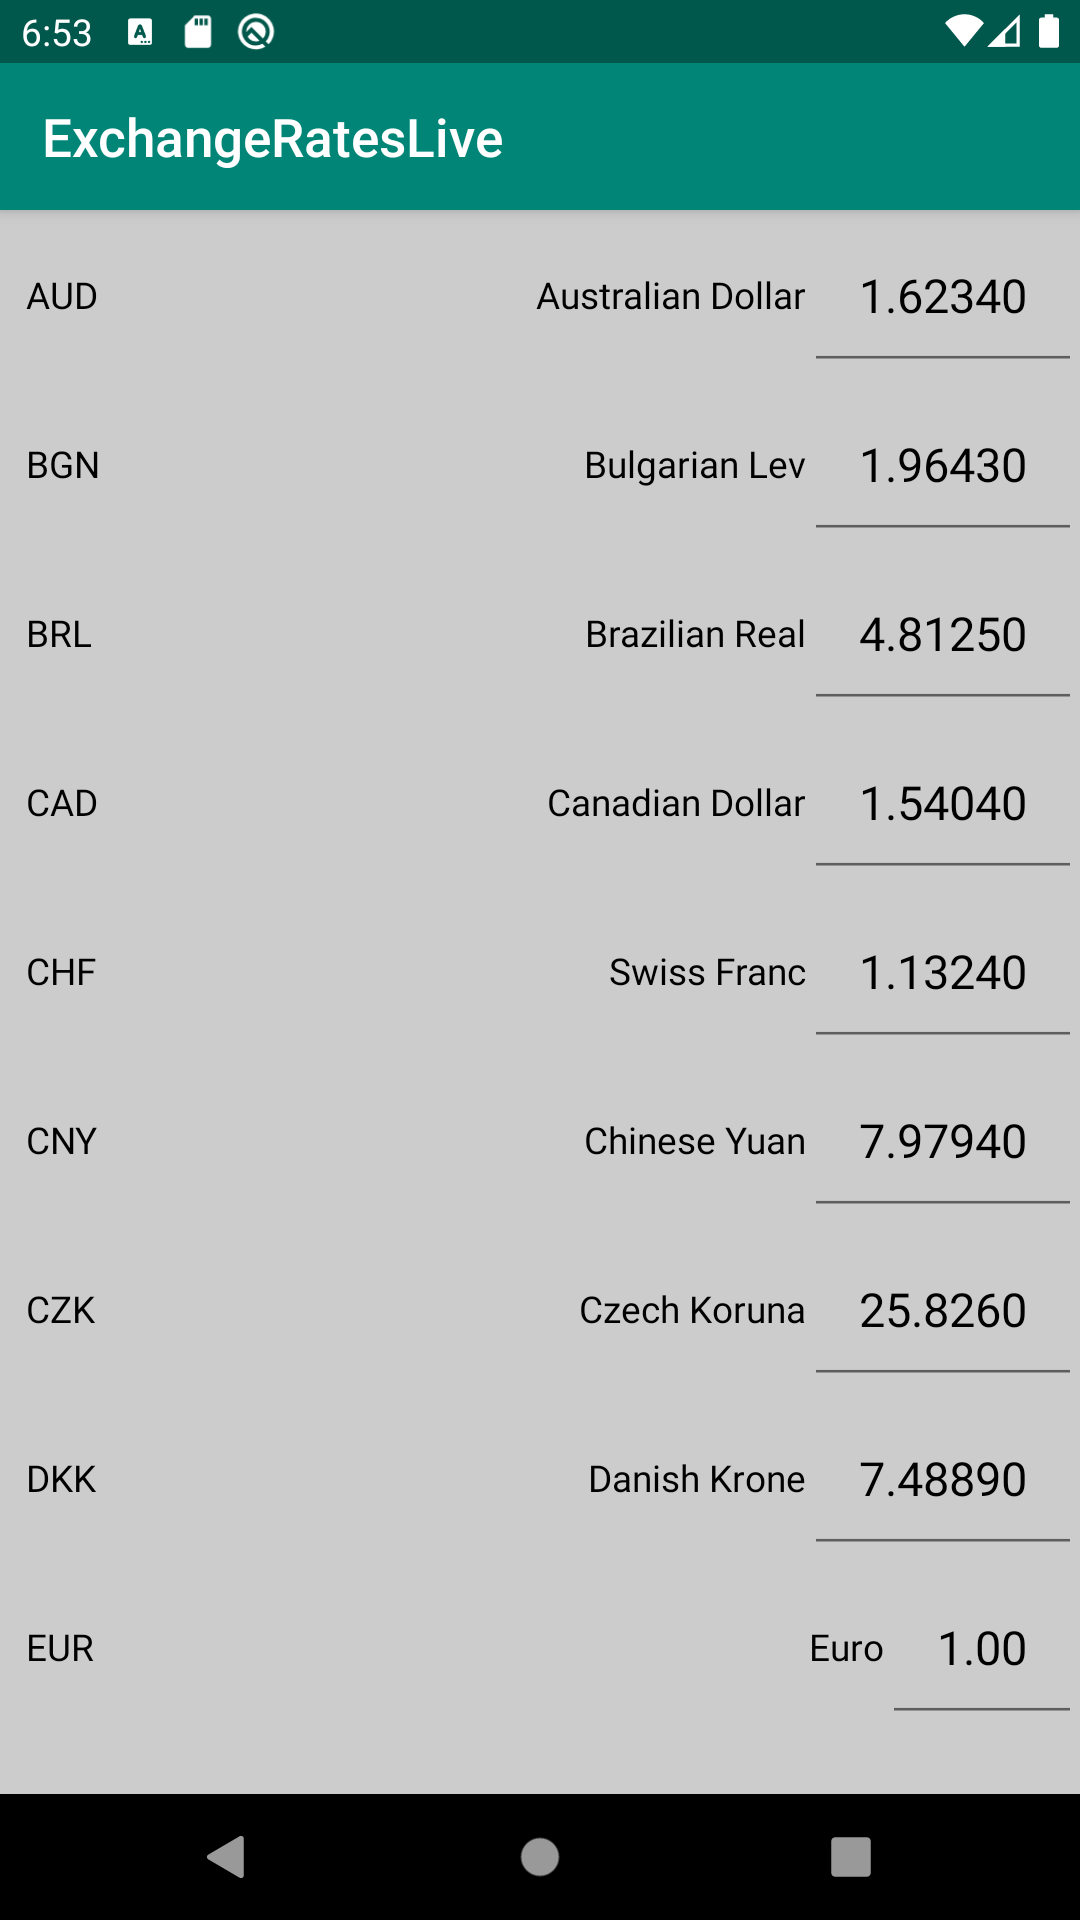 6:53
ExchangeRatesLive
AUD Australian Dollar 1.62340
BGN Bulgarian Lev 1.96430
BRL Brazilian Real 4.81250
CAD Canadian Dollar 1.54040
CHF Swiss Franc 1.13240
CNY Chinese Yuan 7.97940
CZK Czech Koruna 25.8260
DKK Danish Krone 7.48890
EUR Euro 1.00